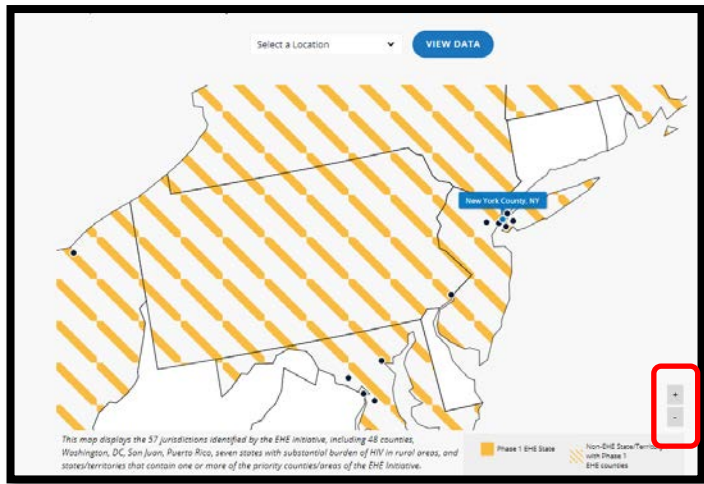 Select a Location
VIEW DATA
New York County, NY
+
-
This map displays the 57 jurisdictions identified by the EHE initiative, including 48 counties,
Washington, DC, San Juan, Puerto Rico, seven states with substantial burden of HIV in rural areas, and
states/territories that contain one or more of the priority counties/areas of the EHE Initiative.
Phase 1 EHE State
Non-EHE State/Territory
with Phase 1
EHE counties